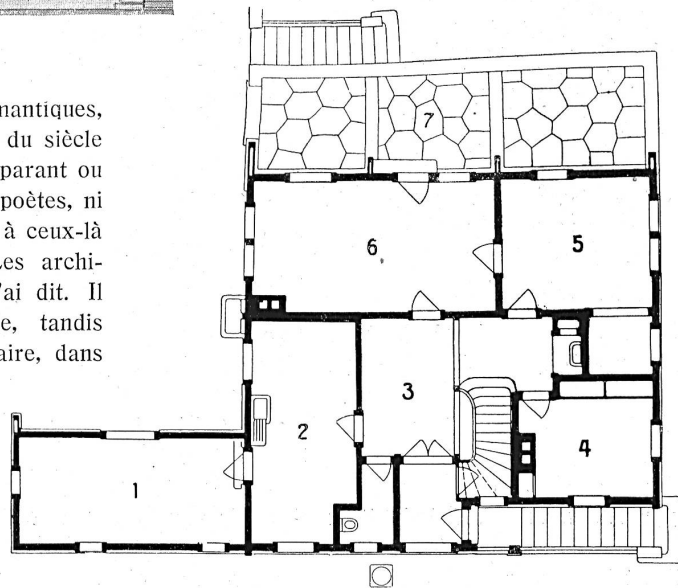 mantiques,
du siècle
parant ou
poètes, ni
à ceux-là
es archi-
'ai dit. Il
e, tandis
aire, dans
7
6
5
3
2
4
1